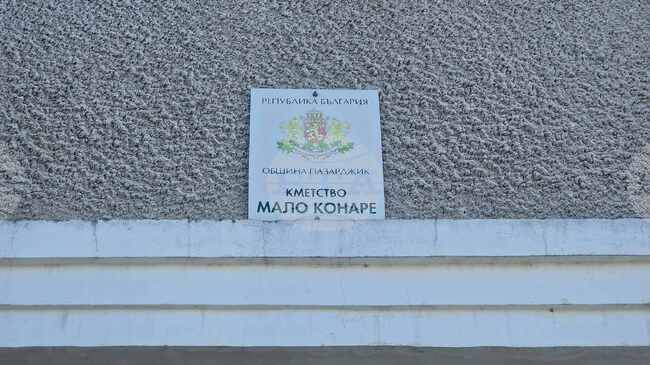 РЕПУБЛИКА БЪЛГАРИЯ
ОБЩИНА ПАЗАРДЖИК
КМЕТСТВО
МАЛО КОНАРЕ